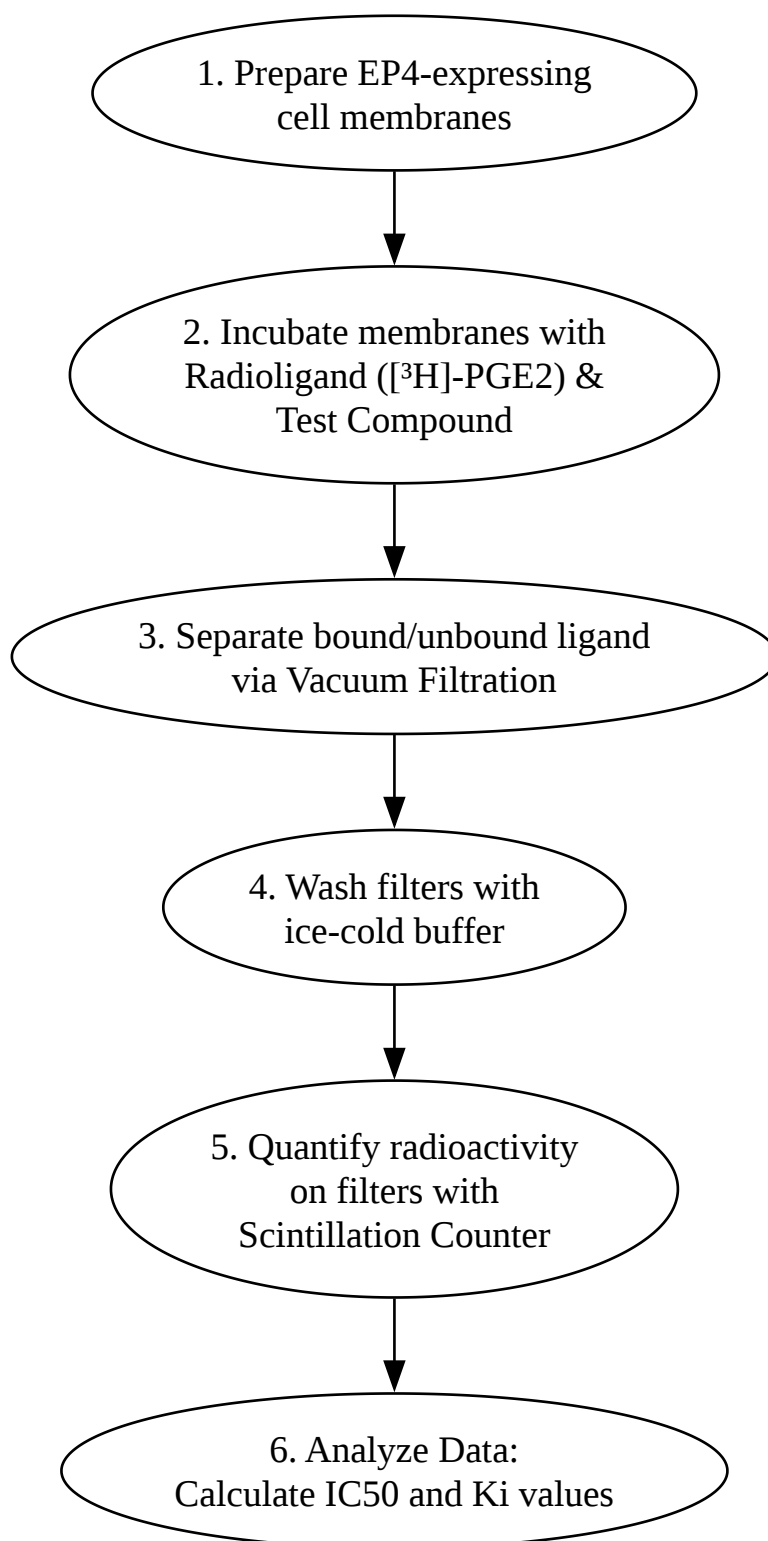 1. Prepare EP4-expressing
cell membranes
2. Incubate membranes with
Radioligand ([³H]-PGE2) &
Test Compound
3. Separate bound/unbound ligand
via Vacuum Filtration
4. Wash filters with
ice-cold buffer
5. Quantify radioactivity
on filters with
Scintillation Counter
6. Analyze Data:
Calculate IC50 and Ki values